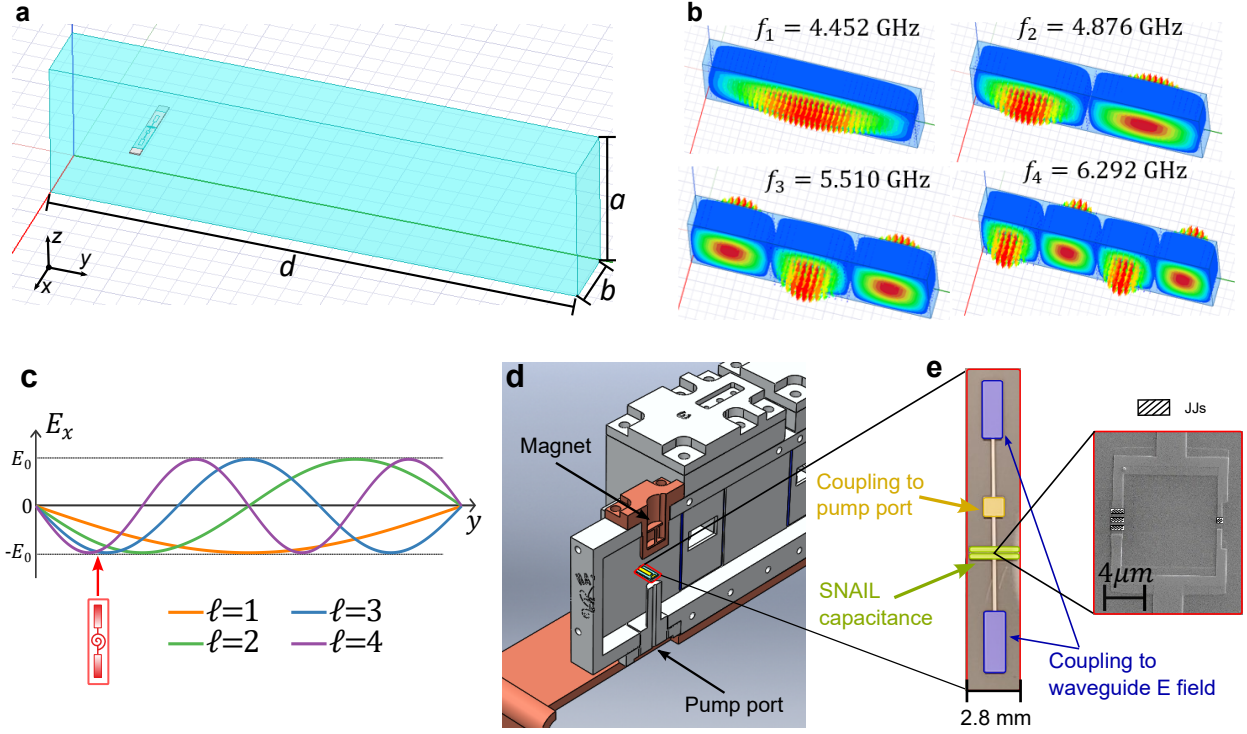 a
a
d
b
z
y
x
b
f₁ = 4.452 GHz
f₂ = 4.876 GHz
f₃ = 5.510 GHz
f₄ = 6.292 GHz
c
Eₓ
E₀
0
-E₀
y
ℓ=1
ℓ=3
ℓ=2
ℓ=4
d
Magnet
Pump port
e
Coupling to
pump port
SNAIL
capacitance
Coupling to
waveguide E field
2.8 mm
JJs
4μm